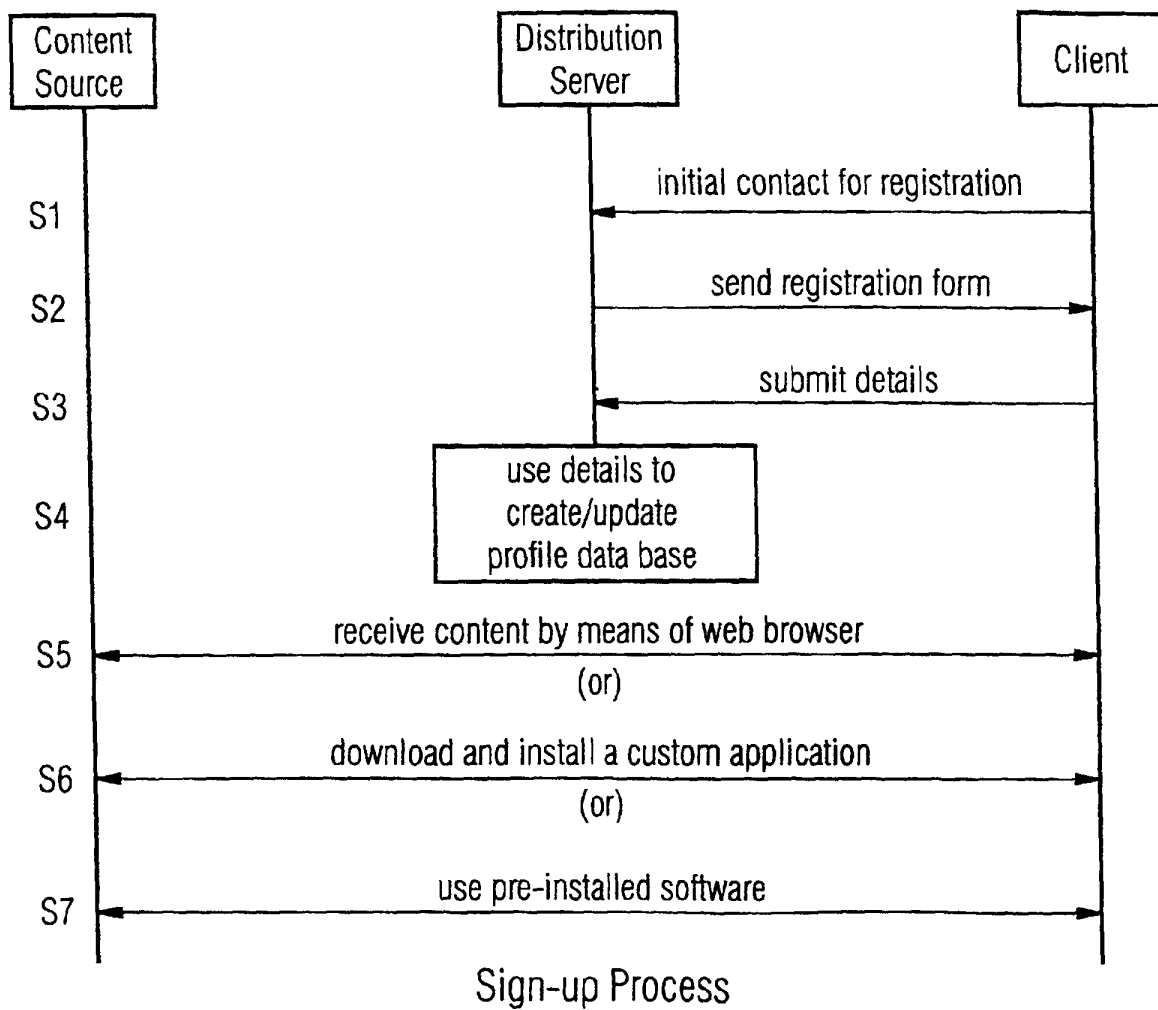 Content
Source
Distribution
Server
Client
initial contact for registration
S1
send registration form
S2
submit details
S3
use details to
create/update
profile data base
S4
receive content by means of web browser
S5
(or)
download and install a custom application
S6
(or)
use pre-installed software
S7
Sign-up Process